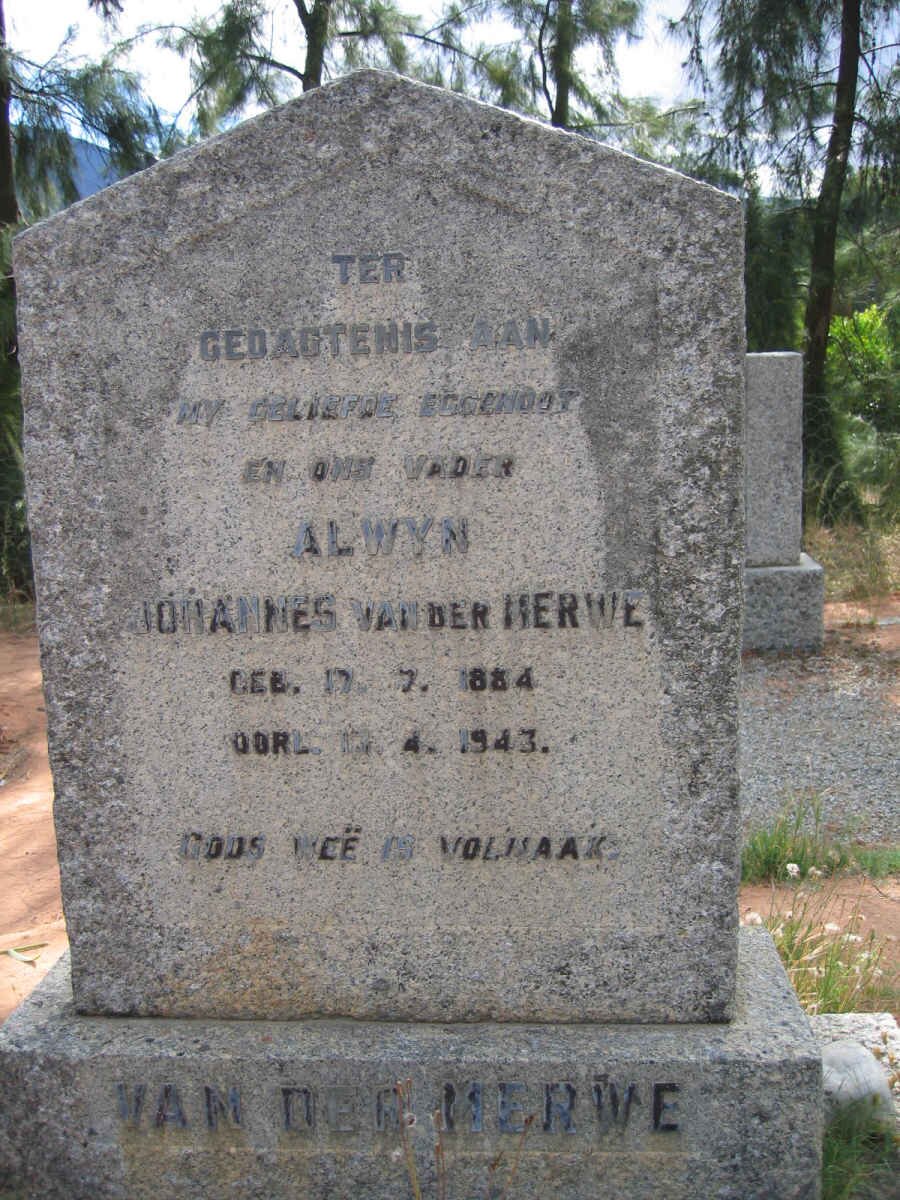 TER
GEDAGTENIS AAN
MY GELIEFDE EGGENOOT
EN ONS VADER
ALWYN
JOHANNES VAN DER MERWE
GEB. 17. 7. 1884
OORL. 4. 1943.
GODS WEË IS VOLMAAK.
VAN DER MERWE